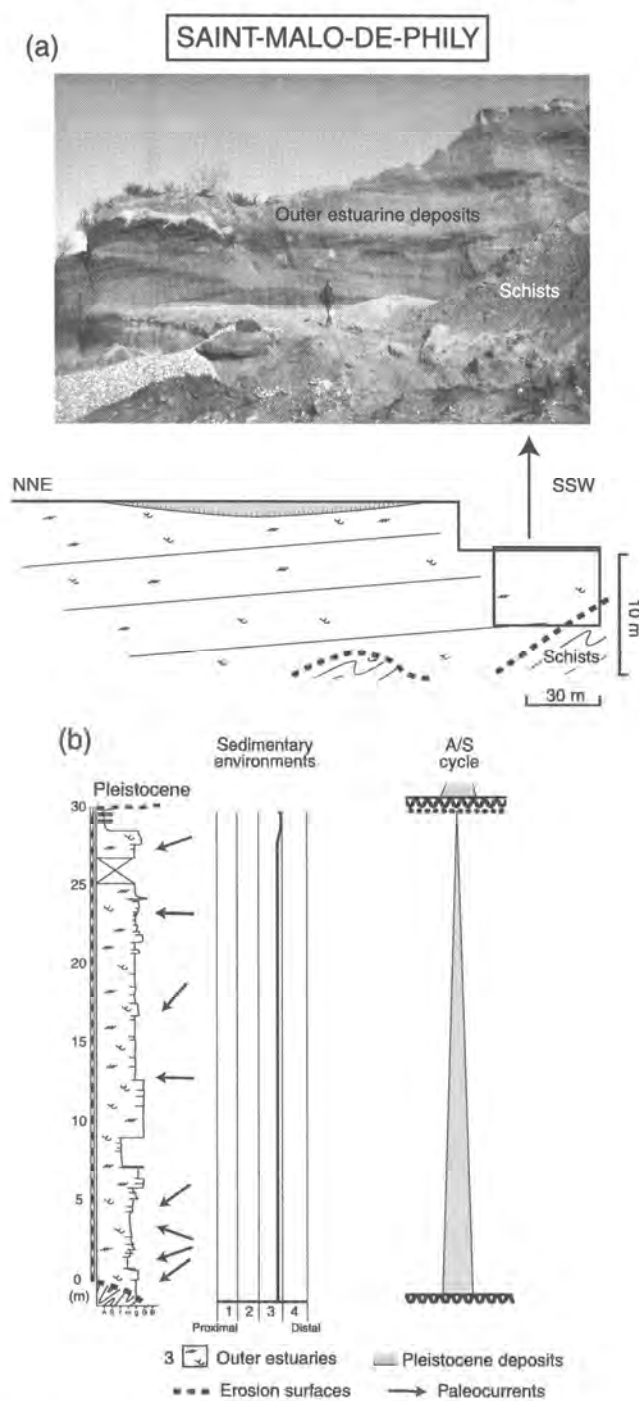 SAINT-MALO-DE-PHILY
(a)
Outer estuarine deposits
Schists
NNE
SSW
10 m
Schists
30 m
(b)
Sedimentary environments
A/S cycle
Pleistocene
30
25
20
15
10
5
0
(m)
1 2 3 4
Proximal Distal
3 Outer estuaries
Pleistocene deposits
Erosion surfaces
Paleocurrents